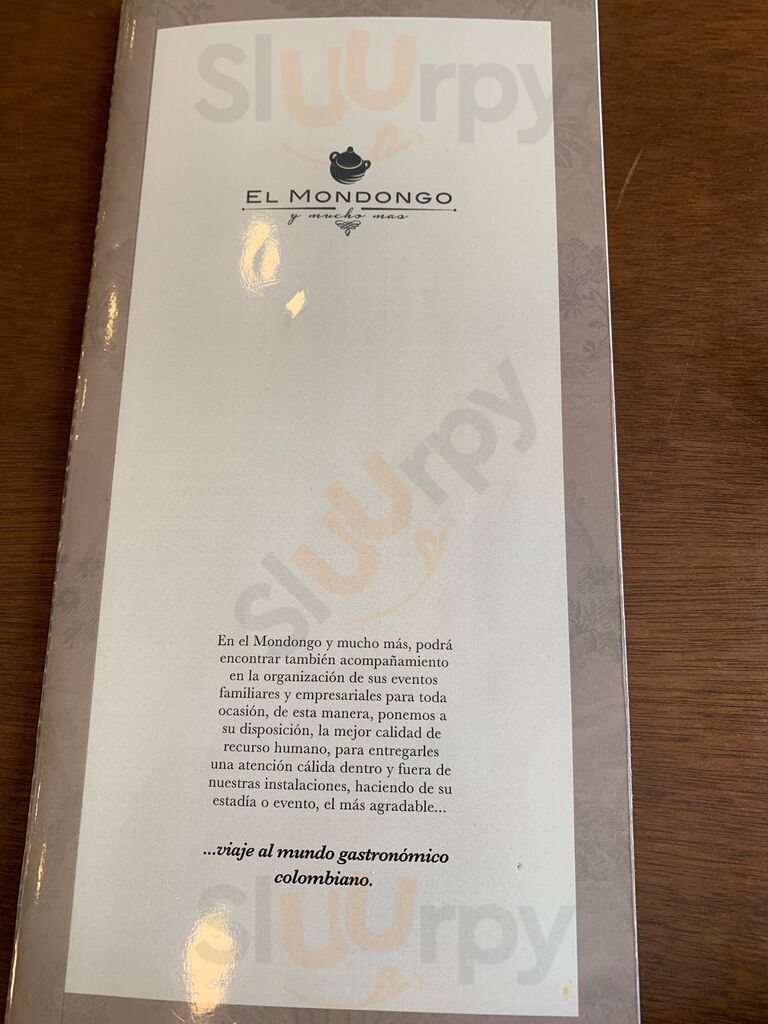 Sluurpy
EL MONDONGO
y mucho mas
Sluurpy
En el Mondongo y mucho más, podrá
encontrar también acompañamiento
en la organización de sus eventos
familiares y empresariales para toda
ocasión, de esta manera, ponemos a
su disposición, la mejor calidad de
recurso humano, para entregarles
una atención cálida dentro y fuera de
nuestras instalaciones, haciendo de su
estadía o evento, el más agradable...
...viaje al mundo gastronómico
colombiano.
Sluurpy